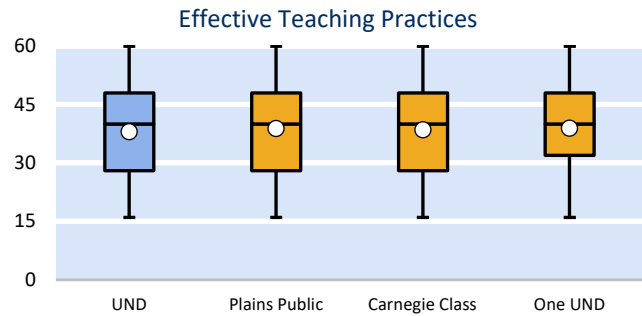 Effective Teaching Practices
60
45
30
15
0
UND Plains Public Carnegie Class One UND